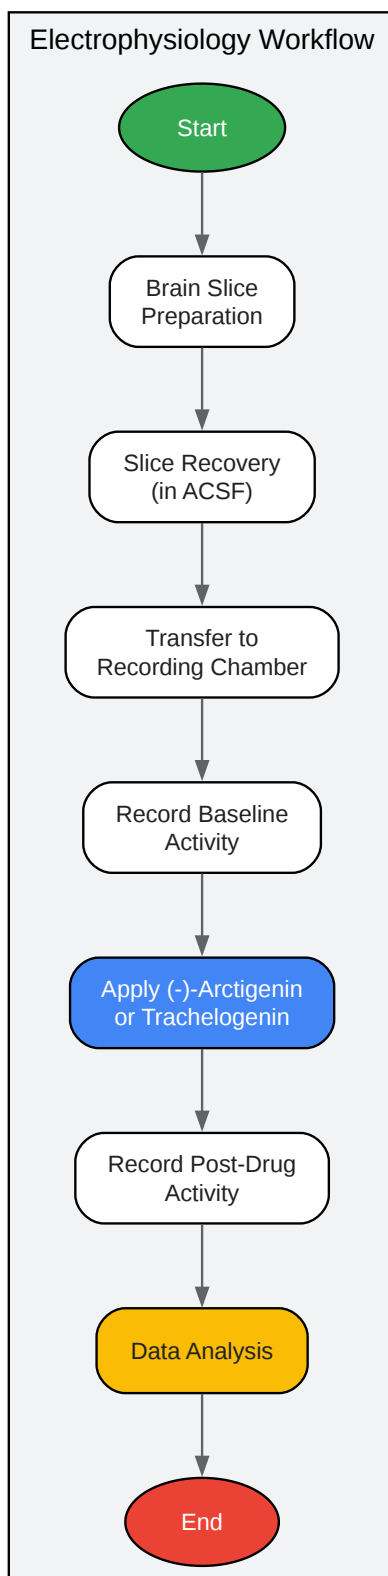 Electrophysiology Workflow
Start
Brain Slice
Preparation
Slice Recovery
(in ACSF)
Transfer to
Recording Chamber
Record Baseline
Activity
Apply (-)-Arctigenin
or Trachelogenin
Record Post-Drug
Activity
Data Analysis
End